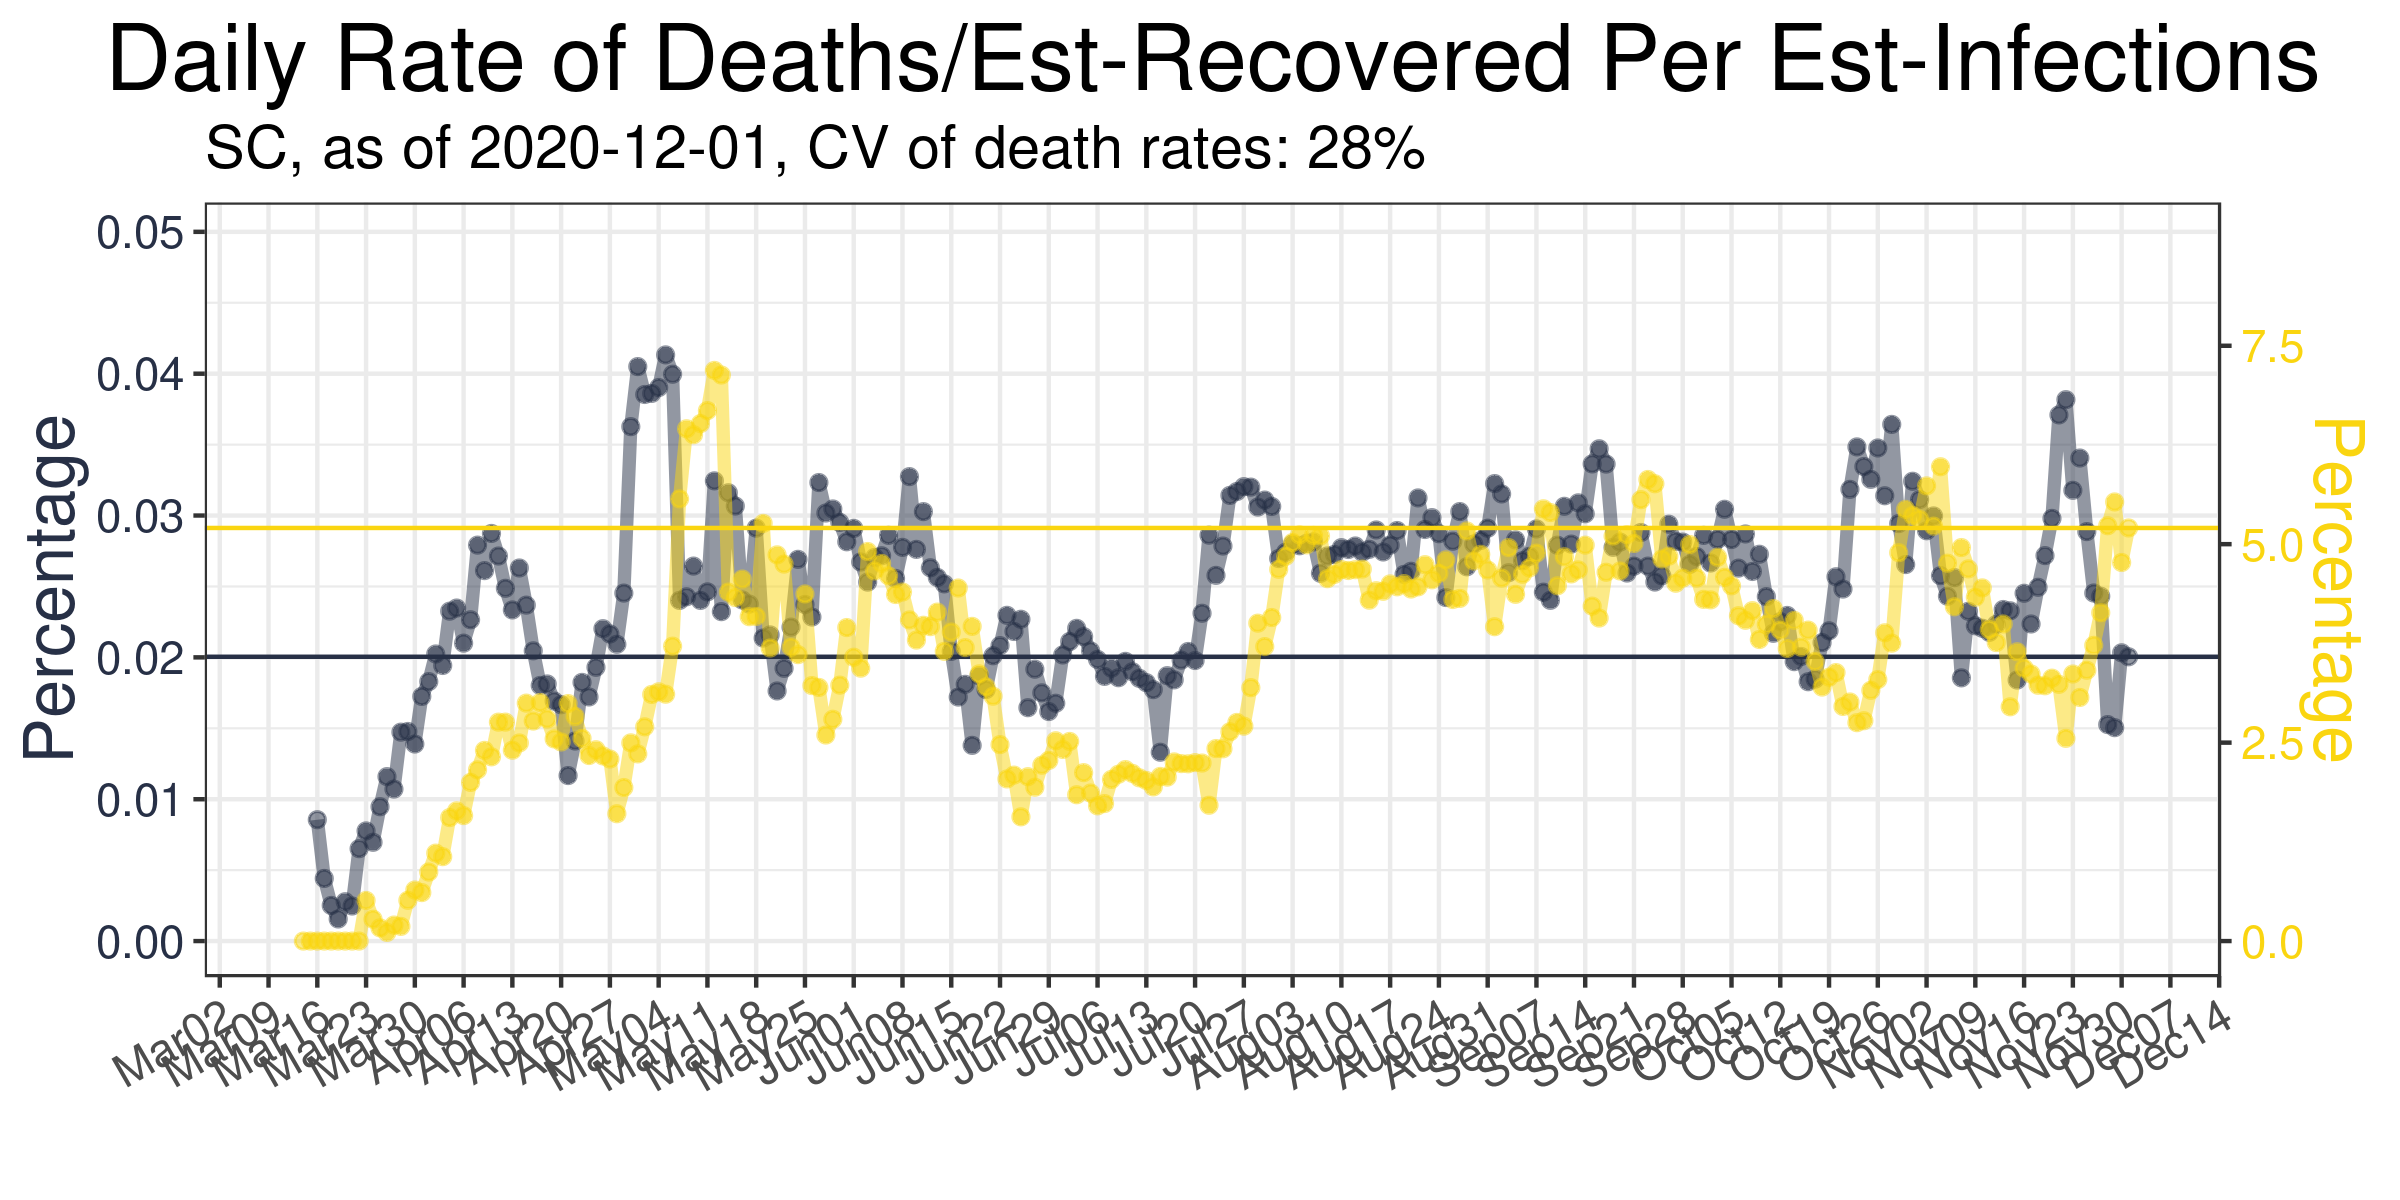 Daily Rate of Deaths/Est-Recovered Per Est-Infections
SC, as of 2020-12-01, CV of death rates: 28%
Percentage
0.05
0.04
0.03
0.02
0.01
0.00
7.5
5.0
2.5
0.0
Percentage
Mar02
Mar09
Mar16
Mar23
Mar30
Apr06
Apr13
Apr20
Apr27
May04
May11
May18
May25
Jun01
Jun08
Jun15
Jun22
Jun29
Jul06
Jul13
Jul20
Jul27
Aug03
Aug10
Aug17
Aug24
Aug31
Sep07
Sep14
Sep21
Sep28
Oct05
Oct12
Oct19
Oct26
Nov02
Nov09
Nov16
Nov23
Nov30
Dec07
Dec14